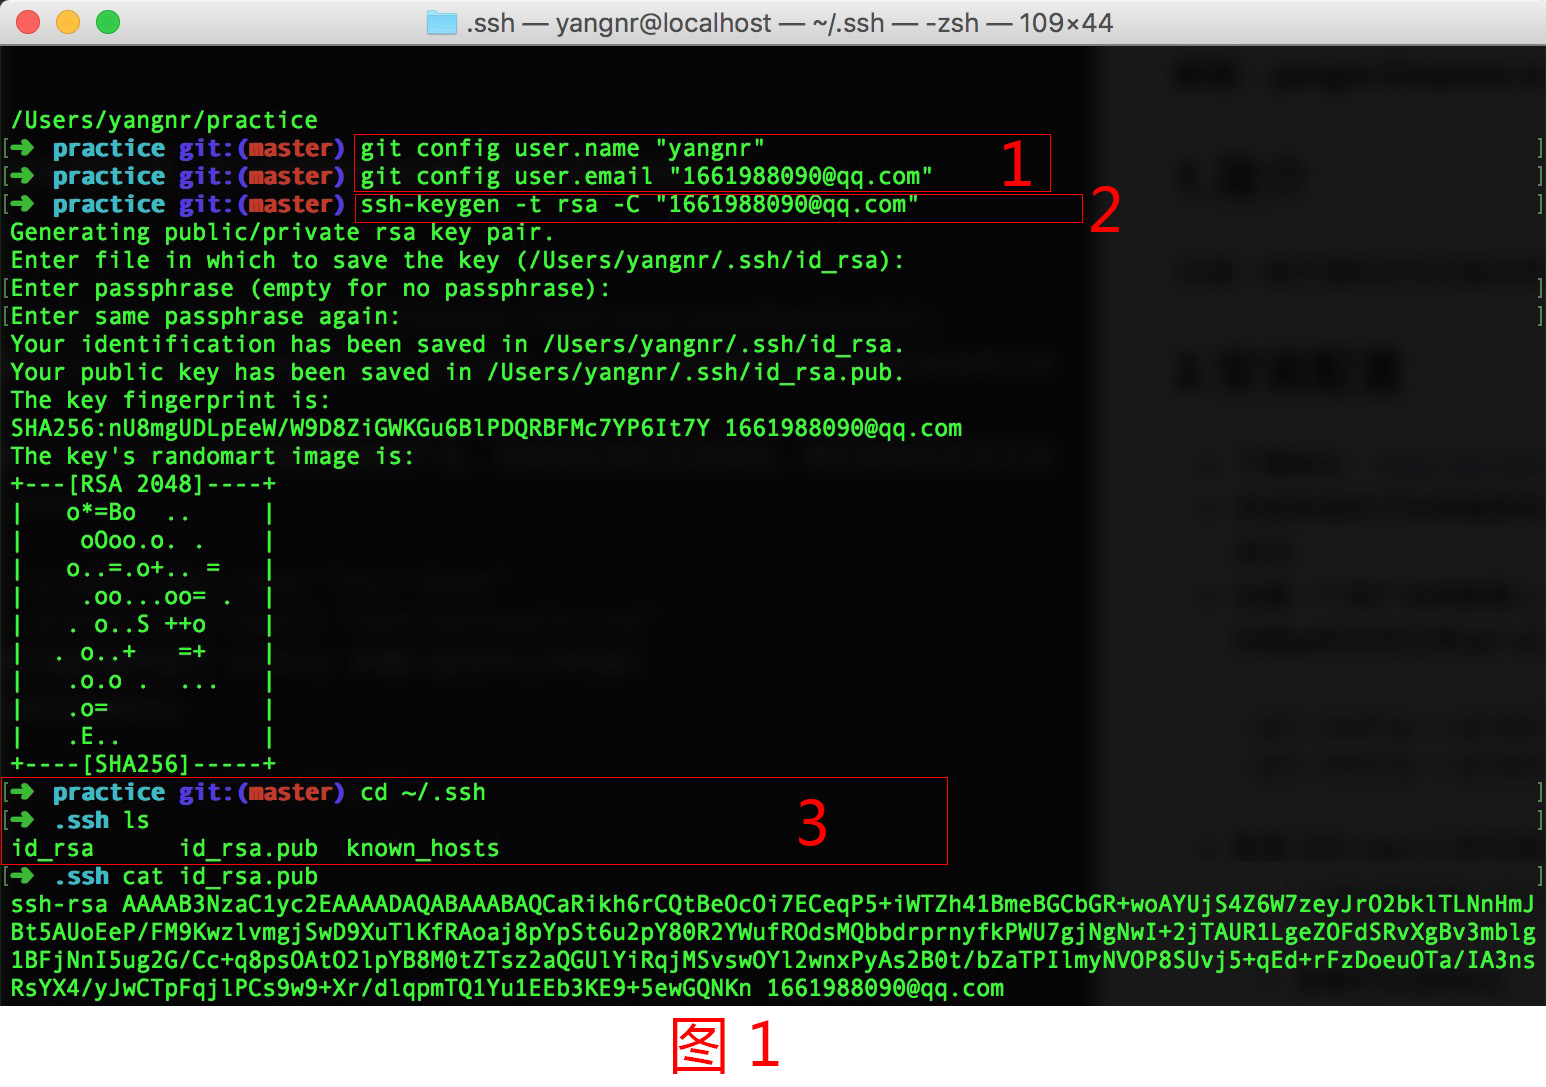 .ssh — yangnr@localhost — ~/.ssh — -zsh — 109×44
/Users/yangnr/practice
[➜ practice git:(master) git config user.name "yangnr" ]
[➜ practice git:(master) git config user.email "1661988090@qq.com" ]
1
[➜ practice git:(master) ssh-keygen -t rsa -C "1661988090@qq.com" ]
2
Generating public/private rsa key pair.
Enter file in which to save the key (/Users/yangnr/.ssh/id_rsa):
[Enter passphrase (empty for no passphrase): ]
[Enter same passphrase again: ]
Your identification has been saved in /Users/yangnr/.ssh/id_rsa.
Your public key has been saved in /Users/yangnr/.ssh/id_rsa.pub.
The key fingerprint is:
SHA256:nU8mgUDLpEeW/W9D8ZiGWKGu6BlPDQRBFMc7YP6It7Y 1661988090@qq.com
The key's randomart image is:
+---[RSA 2048]----+
|   o*=Bo  ..     |
|    oOoo.o. .    |
|   o..=.o+.. =   |
|    .oo...oo= .  |
|   . o..S ++o    |
|  . o..+   =+    |
|   .o.o .  ...   |
|   .o=           |
|   .E..          |
+----[SHA256]-----+
[➜ practice git:(master) cd ~/.ssh ]
[➜ .ssh ls ]
3
id_rsa      id_rsa.pub  known_hosts
[➜ .ssh cat id_rsa.pub ]
ssh-rsa AAAAB3NzaC1yc2EAAAADAQABAAABAQCaRikh6rCQtBeOcOi7ECeqP5+iWTZh41BmeBGCbGR+woAYUjS4Z6W7zeyJrO2bklTLNnHmJ
Bt5AUoEeP/FM9KwzlvmgjSwD9XuTlKfRAoaj8pYpSt6u2pY80R2YWufROdsMQbbdrprnyfkPWU7gjNgNwI+2jTAUR1LgeZOFdSRvXgBv3mblg
1BFjNnI5ug2G/Cc+q8psOAtO2lpYB8M0tZTsz2aQGUlYiRqjMSvswOYl2wnxPyAs2B0t/bZaTPIlmyNVOP8SUvj5+qEd+rFzDoeuOTa/IA3ns
RsYX4/yJwCTpFqjlPCs9w9+Xr/dlqpmTQ1Yu1EEb3KE9+5ewGQNKn 1661988090@qq.com
图 1